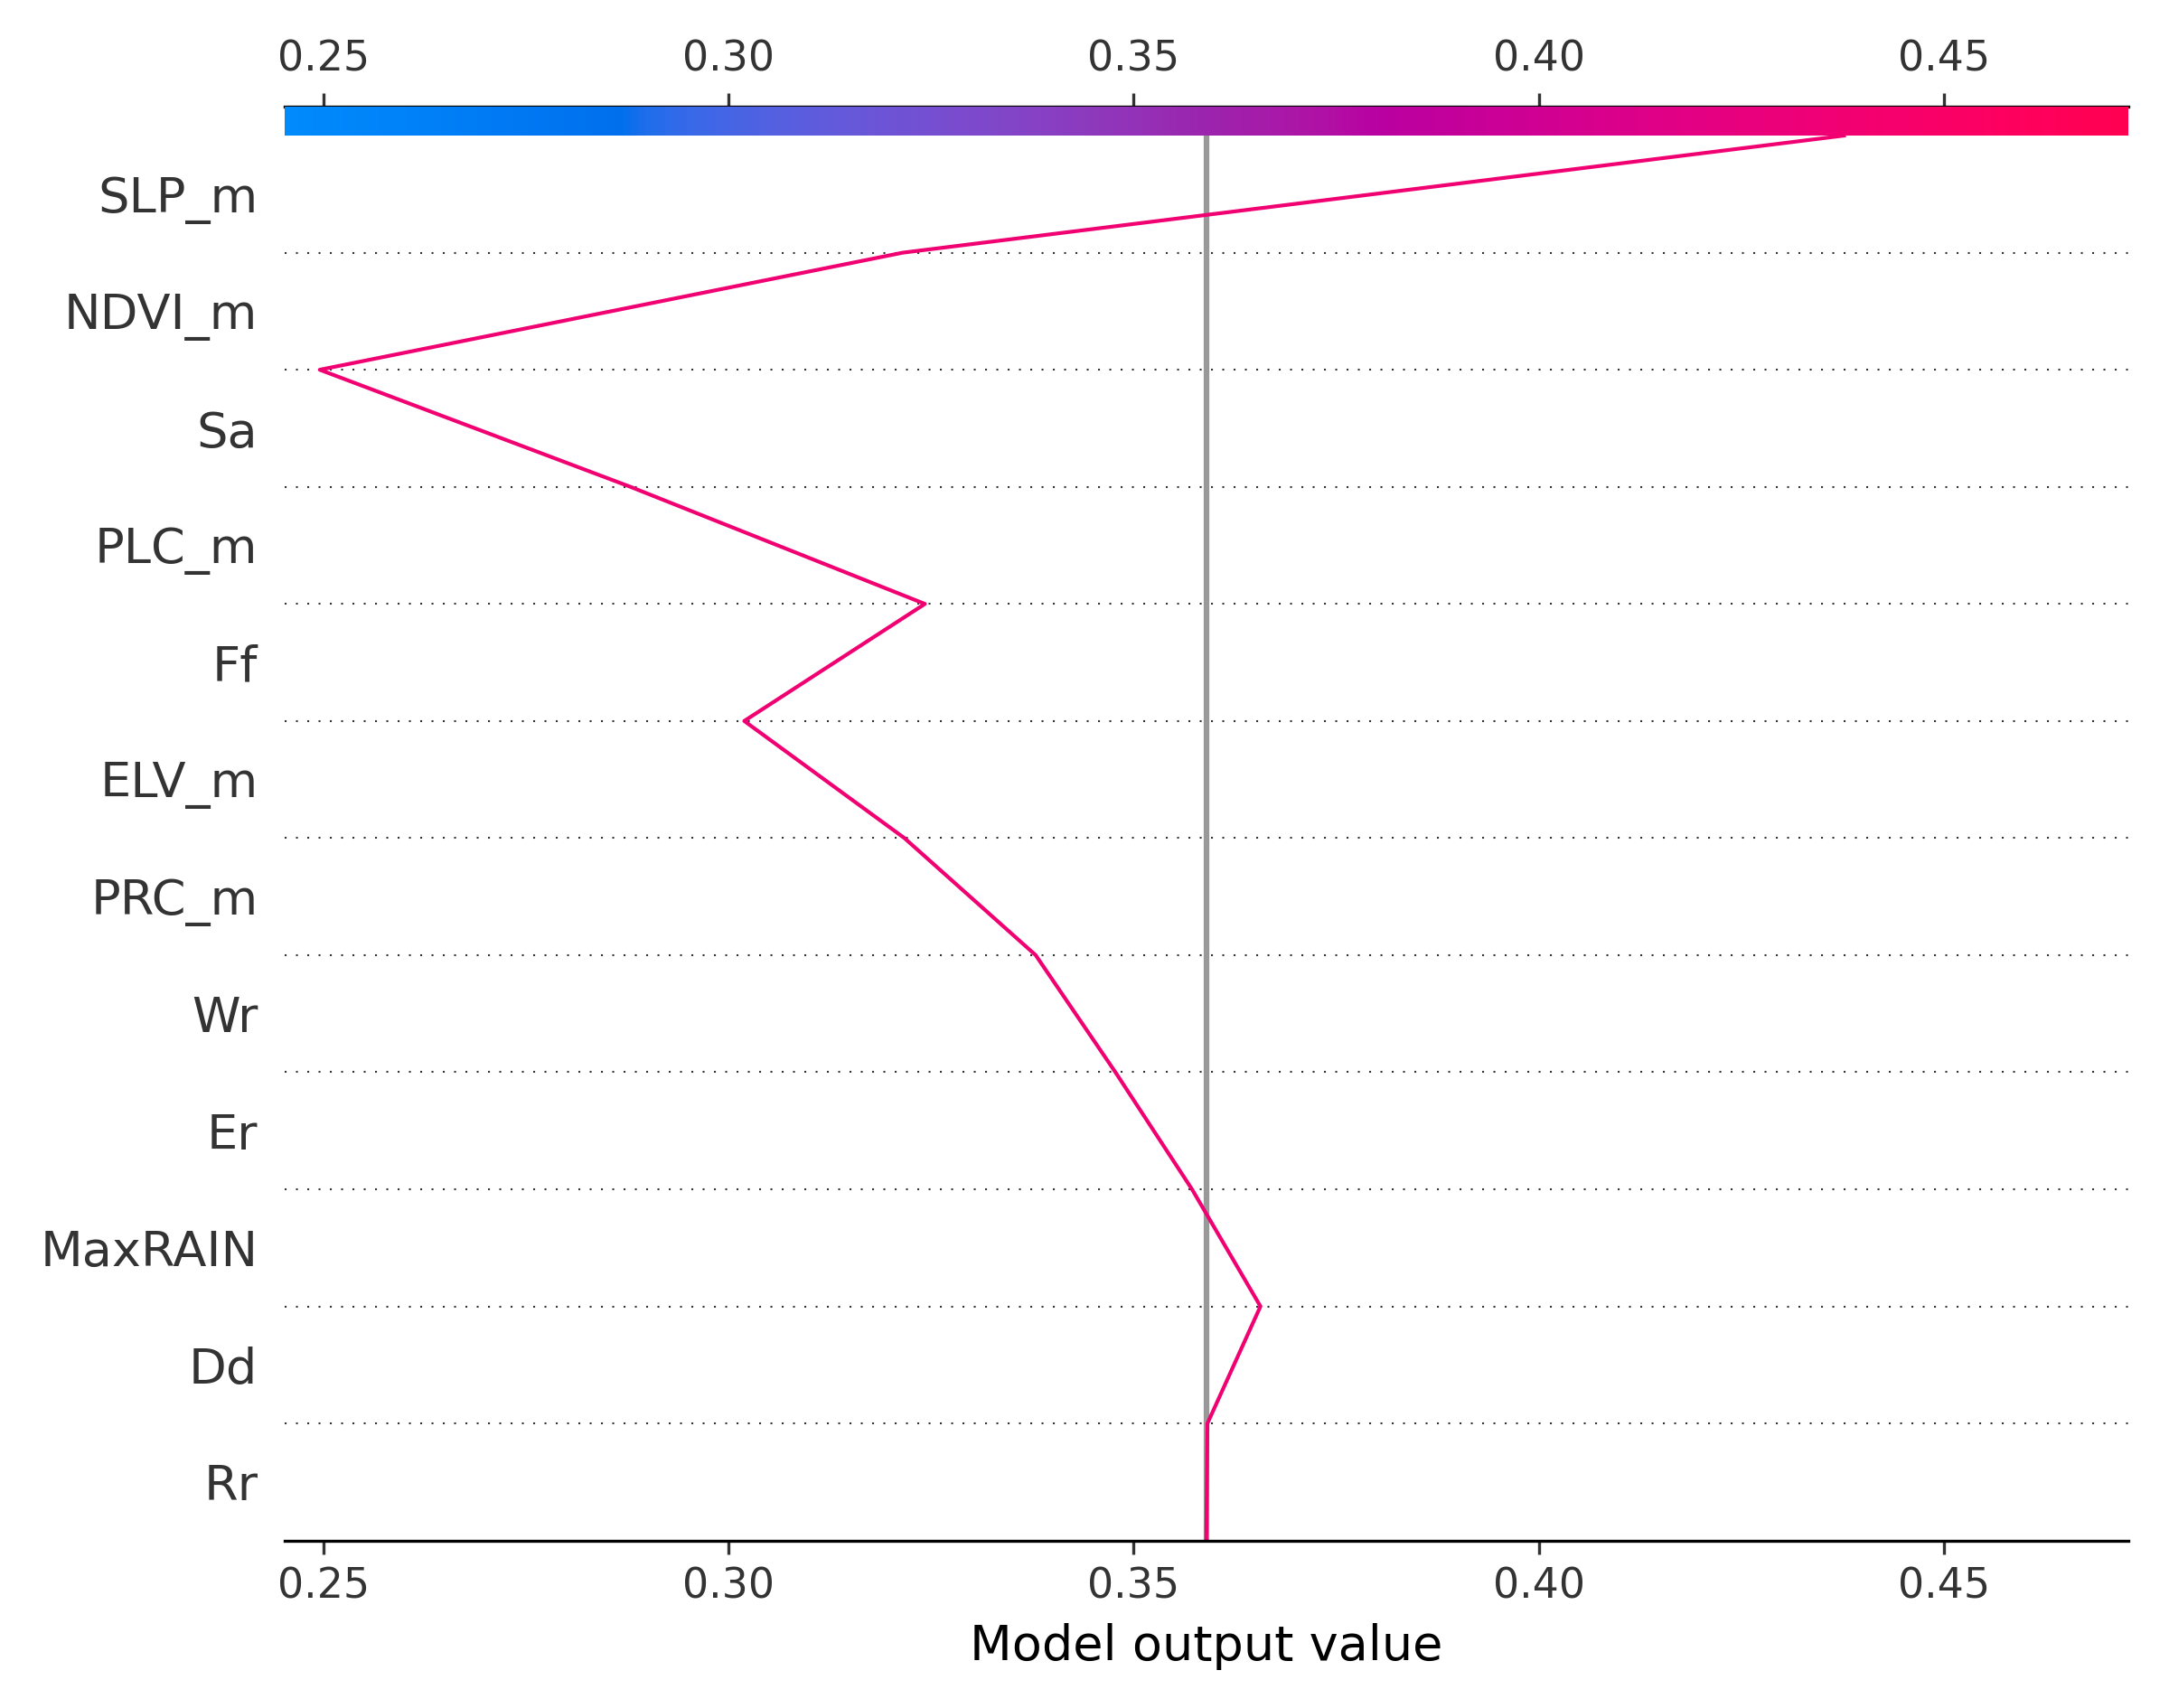 0.25 0.30 0.35 0.40 0.45
SLP_m
NDVI_m
Sa
PLC_m
Ff
ELV_m
PRC_m
Wr
Er
MaxRAIN
Dd
Rr
0.25 0.30 0.35 0.40 0.45
Model output value